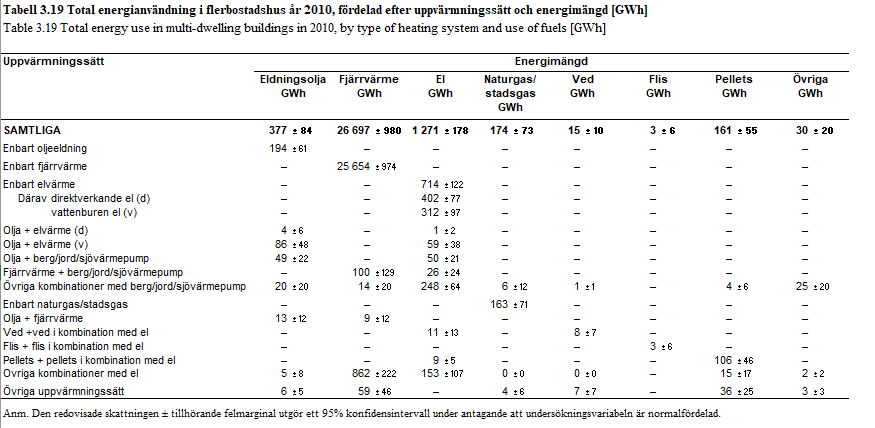 Tabell 3.19 Total energianvändning i flerbostadshus år 2010, fördelad efter uppvärmningssätt och energimängd [GWh]
Table 3.19 Total energy use in multi-dwelling buildings in 2010, by type of heating system and use of fuels [GWh]
Uppvärmningssätt Energimängd
Eldningsolja Fjärrvärme El Naturgas/ Ved Flis Pellets Övriga
GWh GWh GWh stadsgas GWh GWh GWh GWh
GWh
SAMTLIGA 377 ± 84 26 697 ± 980 1 271 ± 178 174 ± 73 15 ± 10 3 ± 6 161 ± 55 30 ± 20
Enbart oljeeldning 194 ± 61 – – – – – – –
Enbart fjärrvärme – 25 654 ± 974 – – – – – –
Enbart elvärme – – 714 ± 122 – – – – –
Därav direktverkande el (d) – – 402 ± 77 – – – – –
vattenburen el (v) – – 312 ± 97 – – – – –
Olja + elvärme (d) 4 ± 6 – 1 ± 2 – – – – –
Olja + elvärme (v) 86 ± 48 – 59 ± 38 – – – – –
Olja + berg/jord/sjövärmepump 49 ± 22 – 50 ± 21 – – – – –
Fjärrvärme + berg/jord/sjövärmepump – 100 ± 129 26 ± 24 – – – – –
Övriga kombinationer med berg/jord/sjövärmepump 20 ± 20 14 ± 20 248 ± 64 6 ± 12 1 ± 1 – 4 ± 6 25 ± 20
Enbart naturgas/stadsgas – – – 163 ± 71 – – – –
Olja + fjärrvärme 13 ± 12 9 ± 12 – – – – – –
Ved +ved i kombination med el – – 11 ± 13 – 8 ± 7 – – –
Flis + flis i kombination med el – – – – – 3 ± 6 – –
Pellets + pellets i kombination med el – – 9 ± 5 – – – 106 ± 46 –
Övriga kombinationer med el 5 ± 8 862 ± 222 153 ± 107 0 ± 0 0 ± 0 – 15 ± 17 2 ± 2
Övriga uppvärmningssätt 6 ± 5 59 ± 46 – 4 ± 6 7 ± 7 – 36 ± 25 3 ± 3
Anm. Den redovisade skattningen ± tillhörande felmarginal utgör ett 95% konfidensintervall under antagande att undersökningsvariabeln är normalfördelad.